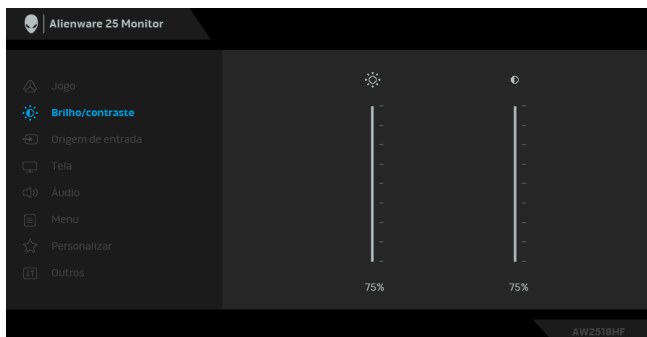 Alienware 25 Monitor
Jogo
Brilho/contraste
Origem de entrada
Tela
Áudio
Menu
Personalizar
Outros
75% 75%
AW2518HF